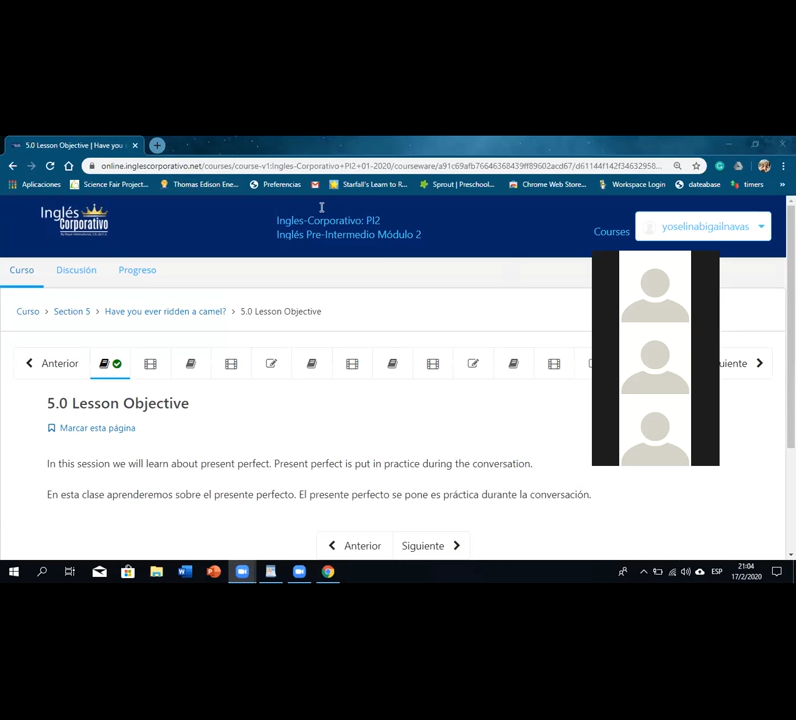 5.0 Lesson Objective | Have you
online.inglescorporativo.net/courses/course-v1:Ingles-Corporativo+PI2+01-2020/courseware/a91c69afb76646368439ff89602acd67/d61144f142f34632958...
Aplicaciones Science Fair Project... Thomas Edison Ene... Preferencias Starfall's Learn to R... Sprout | Preschool... Chrome Web Store... Workspace Login dateabase timers »
Inglés
Corporativo
Ingles-Corporativo: PI2
Inglés Pre-Intermedio Módulo 2
Courses
yoselinabigailnavas
Curso Discusión Progreso
Curso > Section 5 > Have you ever ridden a camel? > 5.0 Lesson Objective
Anterior
uiente
5.0 Lesson Objective
Marcar esta página
In this session we will learn about present perfect. Present perfect is put in practice during the conversation.
En esta clase aprenderemos sobre el presente perfecto. El presente perfecto se pone es práctica durante la conversación.
Anterior Siguiente
ESP
21:04
17/2/2020